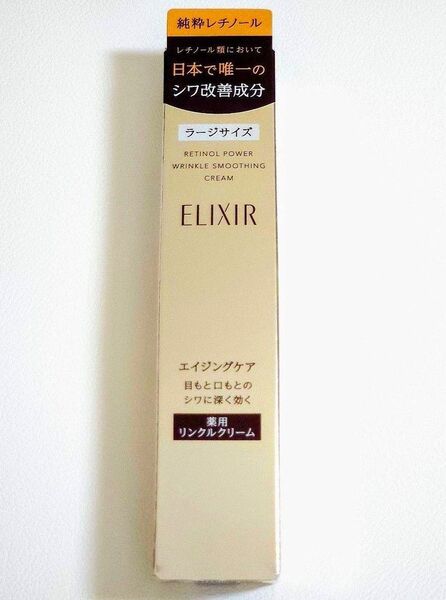 純粋レチノール
レチノール類において
日本で唯一の
シワ改善成分
ラージサイズ
RETINOL POWER
WRINKLE SMOOTHING
CREAM
ELIXIR
エイジングケア
目もと口もとの
シワに深く効く
薬用
リンクルクリーム